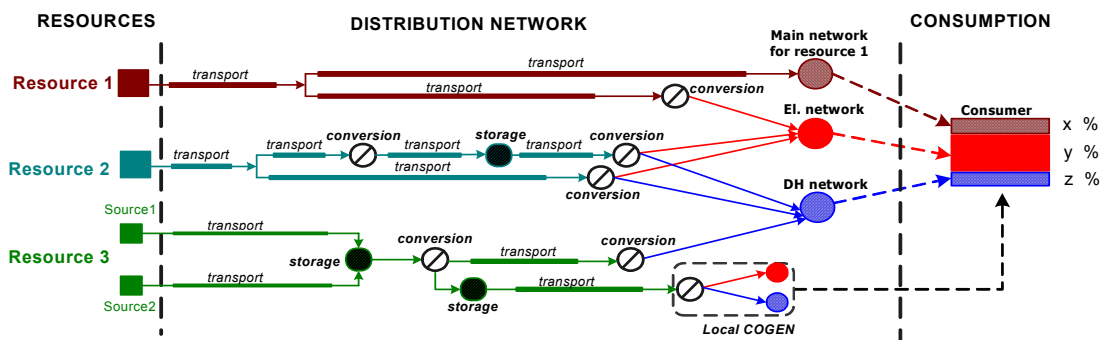 RESOURCES
DISTRIBUTION NETWORK
CONSUMPTION
Main network
for resource 1
transport
Resource 1
transport
transport
conversion
Consumer
El. network
x %
y %
z %
conversion
storage
conversion
transport
transport
transport
transport
Resource 2
transport
conversion
DH network
Source1
transport
conversion
Resource 3
storage
transport
conversion
transport
transport
storage
Source2
Local COGEN